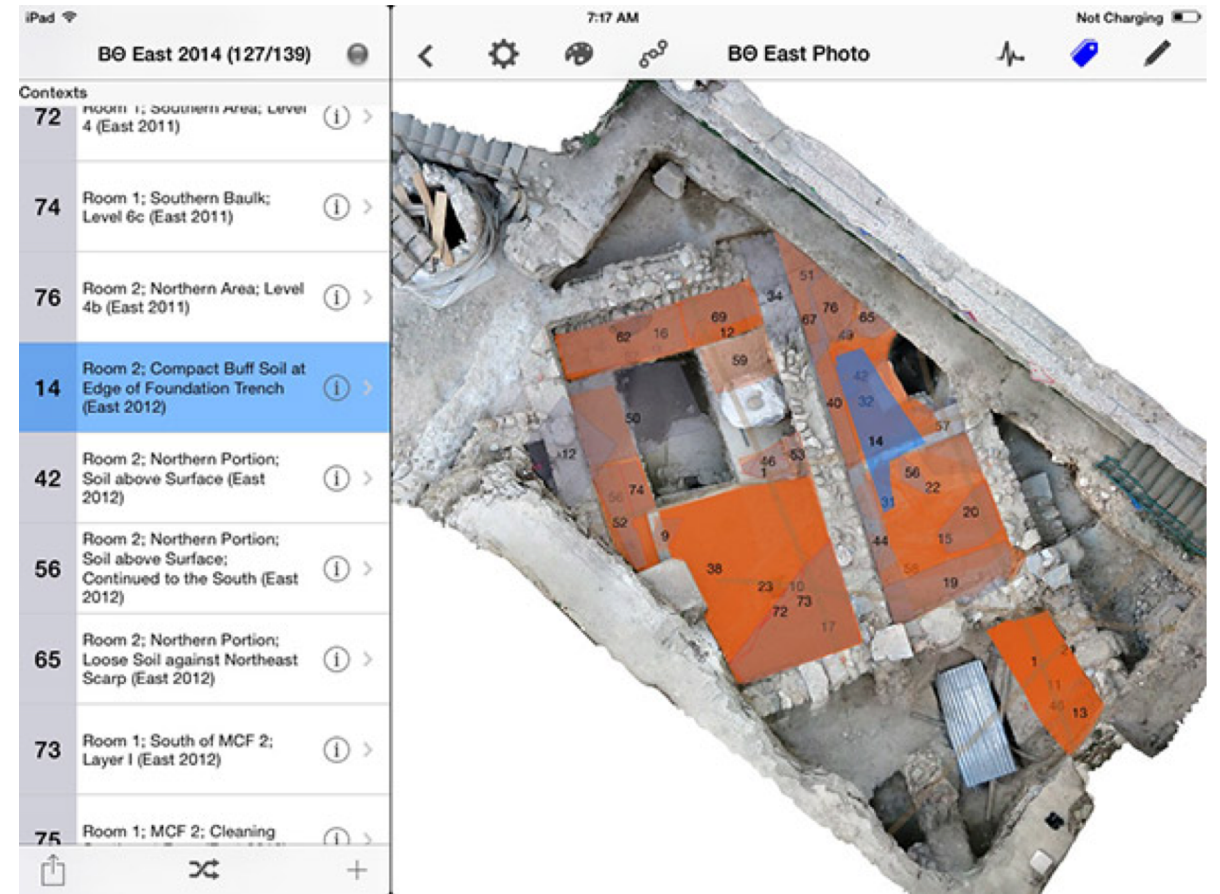 iPad
7:17 AM
Not Charging
BΘ East 2014 (127/139)
BΘ East Photo
Contexts
72
Room 1; Southern Area; Level
4 (East 2011)
74
Room 1; Southern Baulk;
Level 6c (East 2011)
76
Room 2; Northern Area; Level
4b (East 2011)
14
Room 2; Compact Buff Soil at
Edge of Foundation Trench
(East 2012)
42
Room 2; Northern Portion;
Soil above Surface (East
2012)
56
Room 2; Northern Portion;
Soil above Surface;
Continued to the South (East
2012)
65
Room 2; Northern Portion;
Loose Soil against Northeast
Scarp (East 2012)
73
Room 1; South of MCF 2;
Layer I (East 2012)
75
Room 1; MCF 2; Cleaning
51
34
76
69
67
65
62
16
12
49
59
42
40
32
50
57
12
14
46
53
1
56
56
74
22
31
52
20
9
44
15
38
58
19
23
10
72
73
17
1
11
46
13